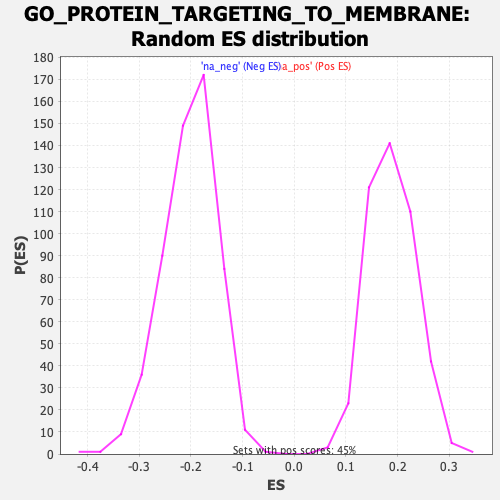 GO_PROTEIN_TARGETING_TO_MEMBRANE:
Random ES distribution
'na_neg' (Neg ES)a_pos' (Pos ES)
P(ES)
180
170
160
150
140
130
120
110
100
90
80
70
60
50
40
30
20
10
0
Sets with pos scores: 45%
-0.4 -0.3 -0.2 -0.1 0.0 0.1 0.2 0.3
ES